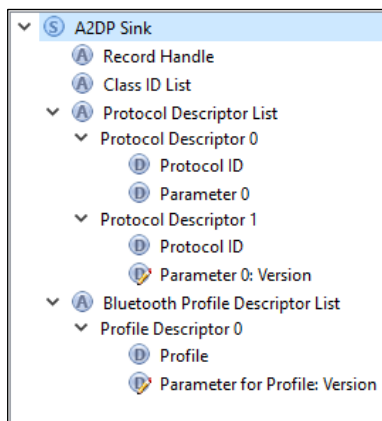 S A2DP Sink
A Record Handle
A Class ID List
A Protocol Descriptor List
Protocol Descriptor 0
D Protocol ID
D Parameter 0
Protocol Descriptor 1
D Protocol ID
D Parameter 0: Version
A Bluetooth Profile Descriptor List
Profile Descriptor 0
D Profile
D Parameter for Profile: Version